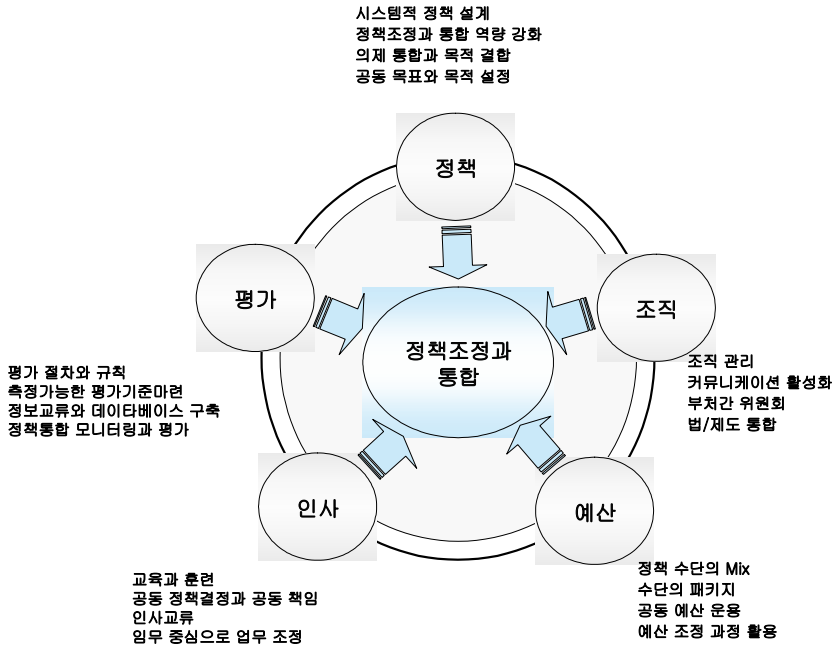 시스템적 정책 설계
정책조정과 통합 역량 강화
의제 통합과 목적 결합
공동 목표와 목적 설정
정책
평가
조직
정책조정과
통합
평가 절차와 규칙
측정가능한 평가기준마련
정보교류와 데이타베이스 구축
정책통합 모니터링과 평가
조직 관리
커뮤니케이션 활성화
부처간 위원회
법/제도 통합
인사
예산
교육과 훈련
공동 정책결정과 공동 책임
인사교류
임무 중심으로 업무 조정
정책 수단의 Mix
수단의 패키지
공동 예산 운용
예산 조정 과정 활용